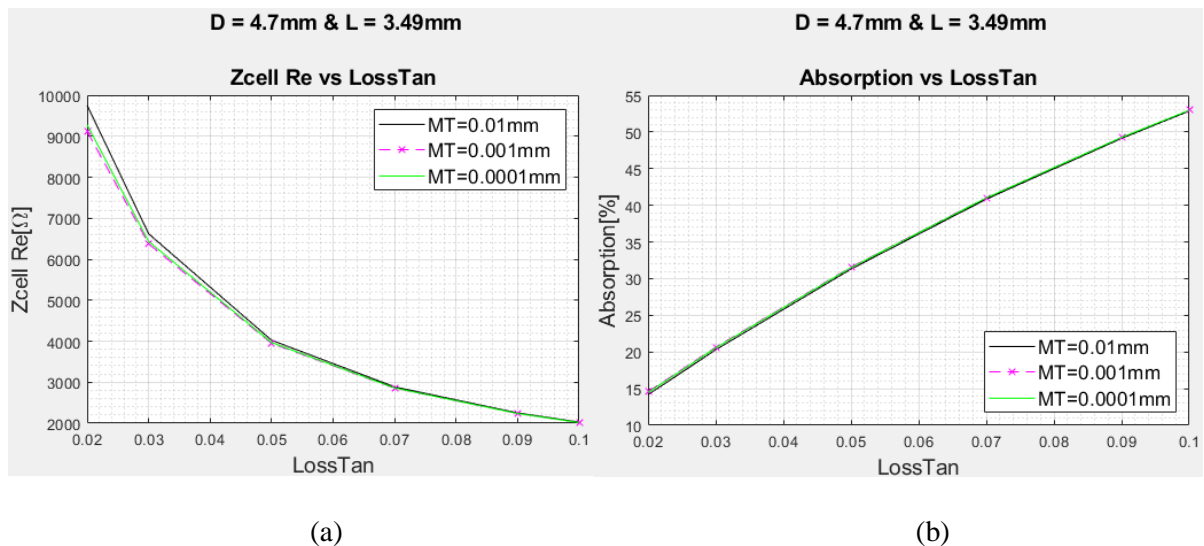 D = 4.7mm & L = 3.49mm
Zcell Re vs LossTan
10000
9000
8000
7000
6000
5000
4000
3000
2000
Zcell Re[Ω]
MT=0.01mm
MT=0.001mm
MT=0.0001mm
0.02 0.03 0.04 0.05 0.06 0.07 0.08 0.09 0.1
LossTan
(a)
D = 4.7mm & L = 3.49mm
Absorption vs LossTan
55
50
45
40
35
30
25
20
15
10
Absorption[%]
MT=0.01mm
MT=0.001mm
MT=0.0001mm
0.02 0.03 0.04 0.05 0.06 0.07 0.08 0.09 0.1
LossTan
(b)